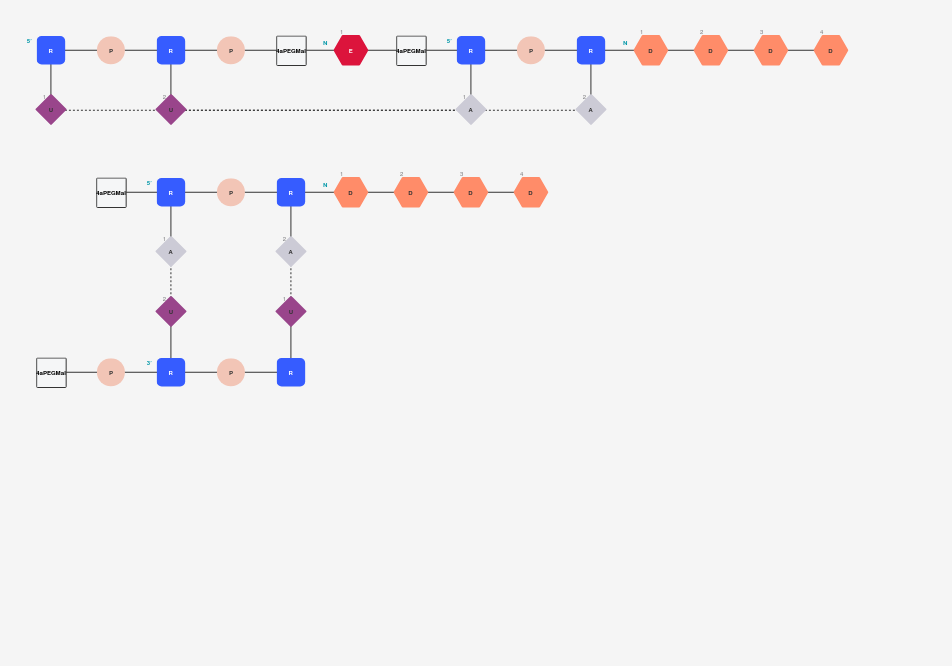 5' R P R P 4aPEGMal N 1 E 4aPEGMal 5' R P R N 1 D 2 D 3 D 4 D
1 U 2 U 1 A 2 A
4aPEGMal 5' R P R N 1 D 2 D 3 D 4 D
1 A 2 A
2 U 1 U
4aPEGMal P 3' R P R